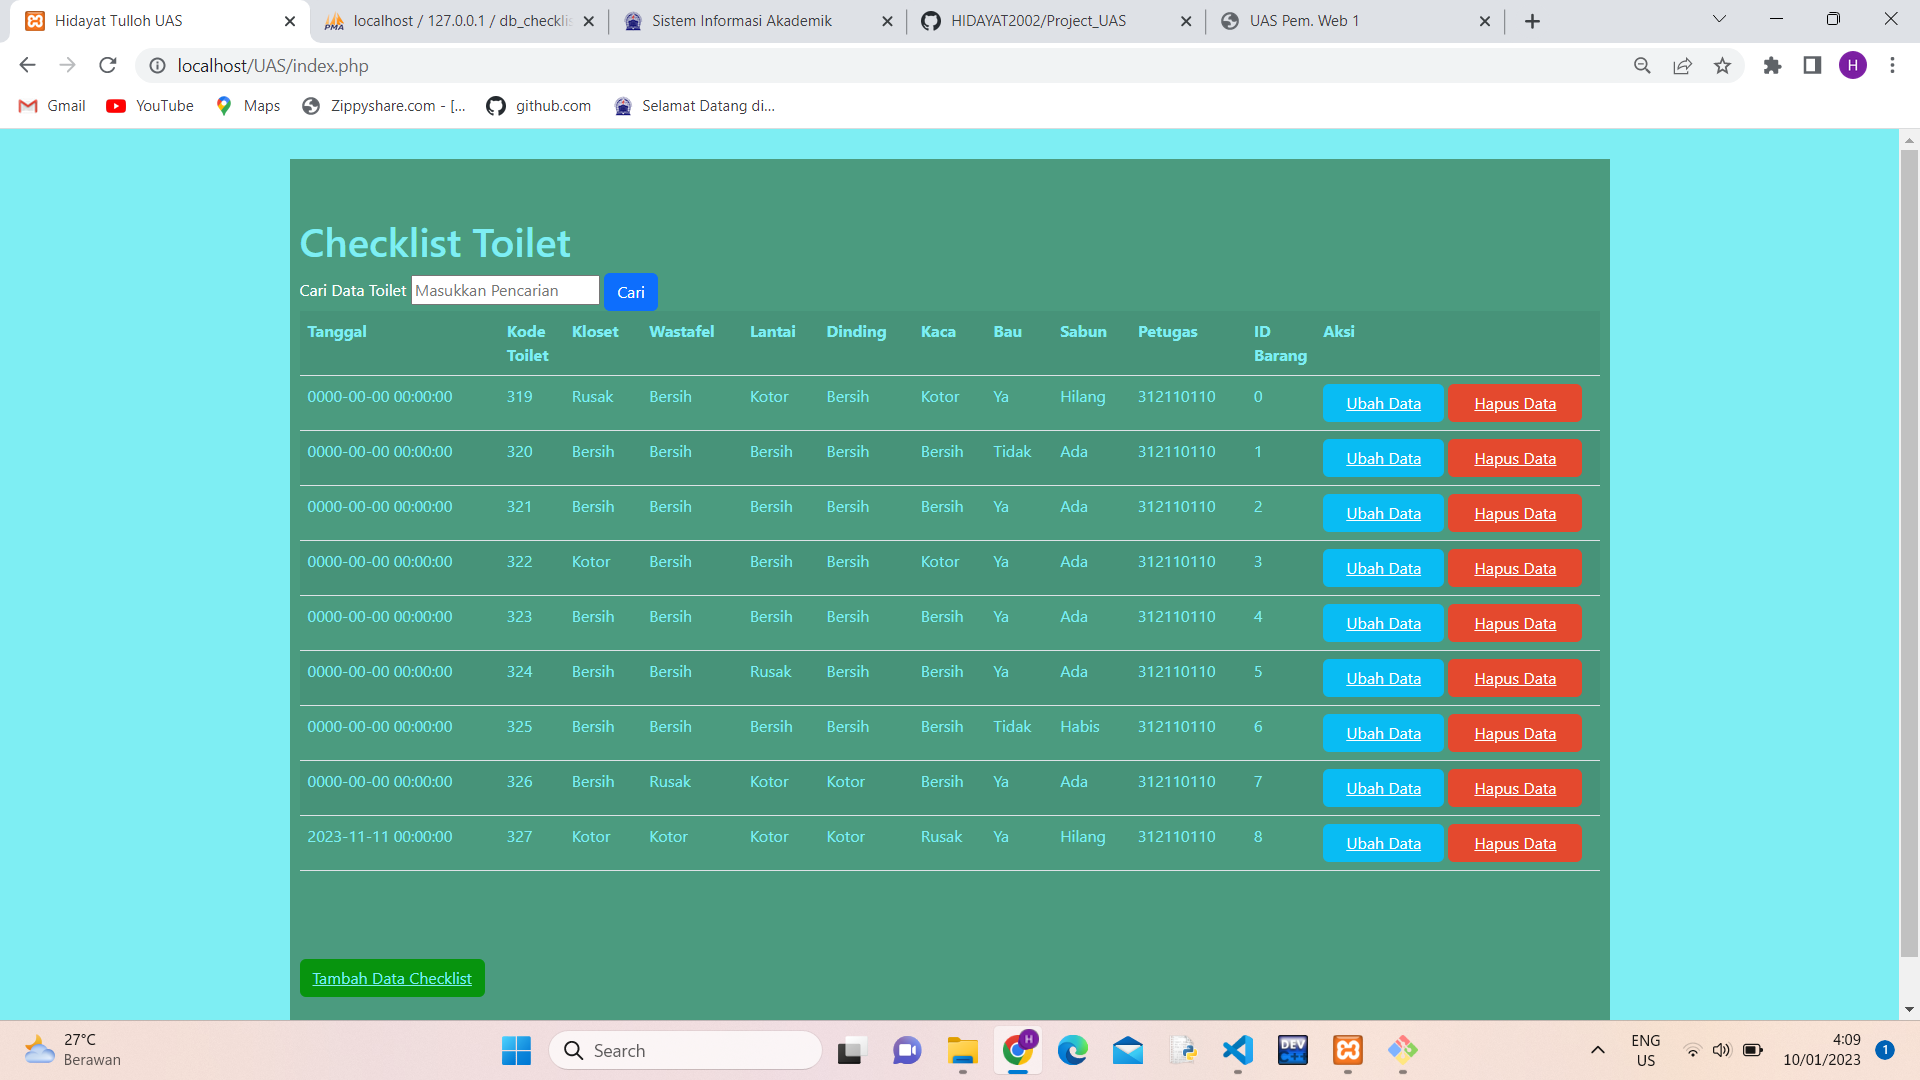 Hidayat Tulloh UAS
localhost / 127.0.0.1 / db_checklis
Sistem Informasi Akademik
HIDAYAT2002/Project_UAS
UAS Pem. Web 1
localhost/UAS/index.php
H
Gmail
YouTube
Maps
Zippyshare.com - [...
github.com
Selamat Datang di...
Checklist Toilet
Cari Data Toilet Masukkan Pencarian Cari
Tanggal Kode Toilet Kloset Wastafel Lantai Dinding Kaca Bau Sabun Petugas ID Barang Aksi
0000-00-00 00:00:00 319 Rusak Bersih Kotor Bersih Kotor Ya Hilang 312110110 0 Ubah Data Hapus Data
0000-00-00 00:00:00 320 Bersih Bersih Bersih Bersih Bersih Tidak Ada 312110110 1 Ubah Data Hapus Data
0000-00-00 00:00:00 321 Bersih Bersih Bersih Bersih Bersih Ya Ada 312110110 2 Ubah Data Hapus Data
0000-00-00 00:00:00 322 Kotor Bersih Bersih Bersih Kotor Ya Ada 312110110 3 Ubah Data Hapus Data
0000-00-00 00:00:00 323 Bersih Bersih Bersih Bersih Bersih Ya Ada 312110110 4 Ubah Data Hapus Data
0000-00-00 00:00:00 324 Bersih Bersih Rusak Bersih Bersih Ya Ada 312110110 5 Ubah Data Hapus Data
0000-00-00 00:00:00 325 Bersih Bersih Bersih Bersih Bersih Tidak Habis 312110110 6 Ubah Data Hapus Data
0000-00-00 00:00:00 326 Bersih Rusak Kotor Kotor Bersih Ya Ada 312110110 7 Ubah Data Hapus Data
2023-11-11 00:00:00 327 Kotor Kotor Kotor Kotor Rusak Ya Hilang 312110110 8 Ubah Data Hapus Data
Tambah Data Checklist
27°C
Berawan
Search
H
DEV
ENG
US
4:09
10/01/2023
1